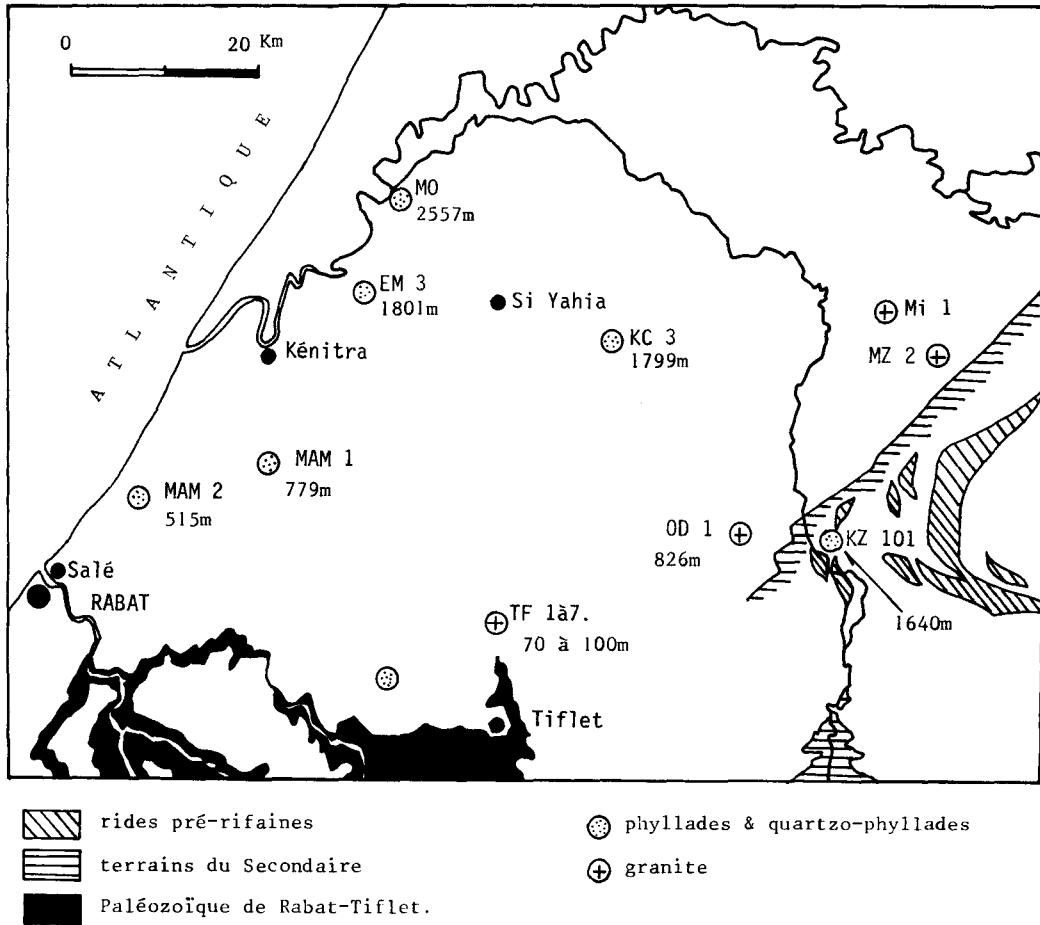 0 20 Km
ATLANTIQUE
MO
2557m
EM 3
1801m
Si Yahia
Mi 1
Kénitra
KC 3
1799m
MZ 2
MAM 1
779m
MAM 2
515m
OD 1
826m
KZ 101
Salé
RABAT
TF 1à7.
70 à 100m
1640m
Tiflet
rides pré-rifaines
phyllades & quartzo-phyllades
terrains du Secondaire
granite
Paléozoïque de Rabat-Tiflet.